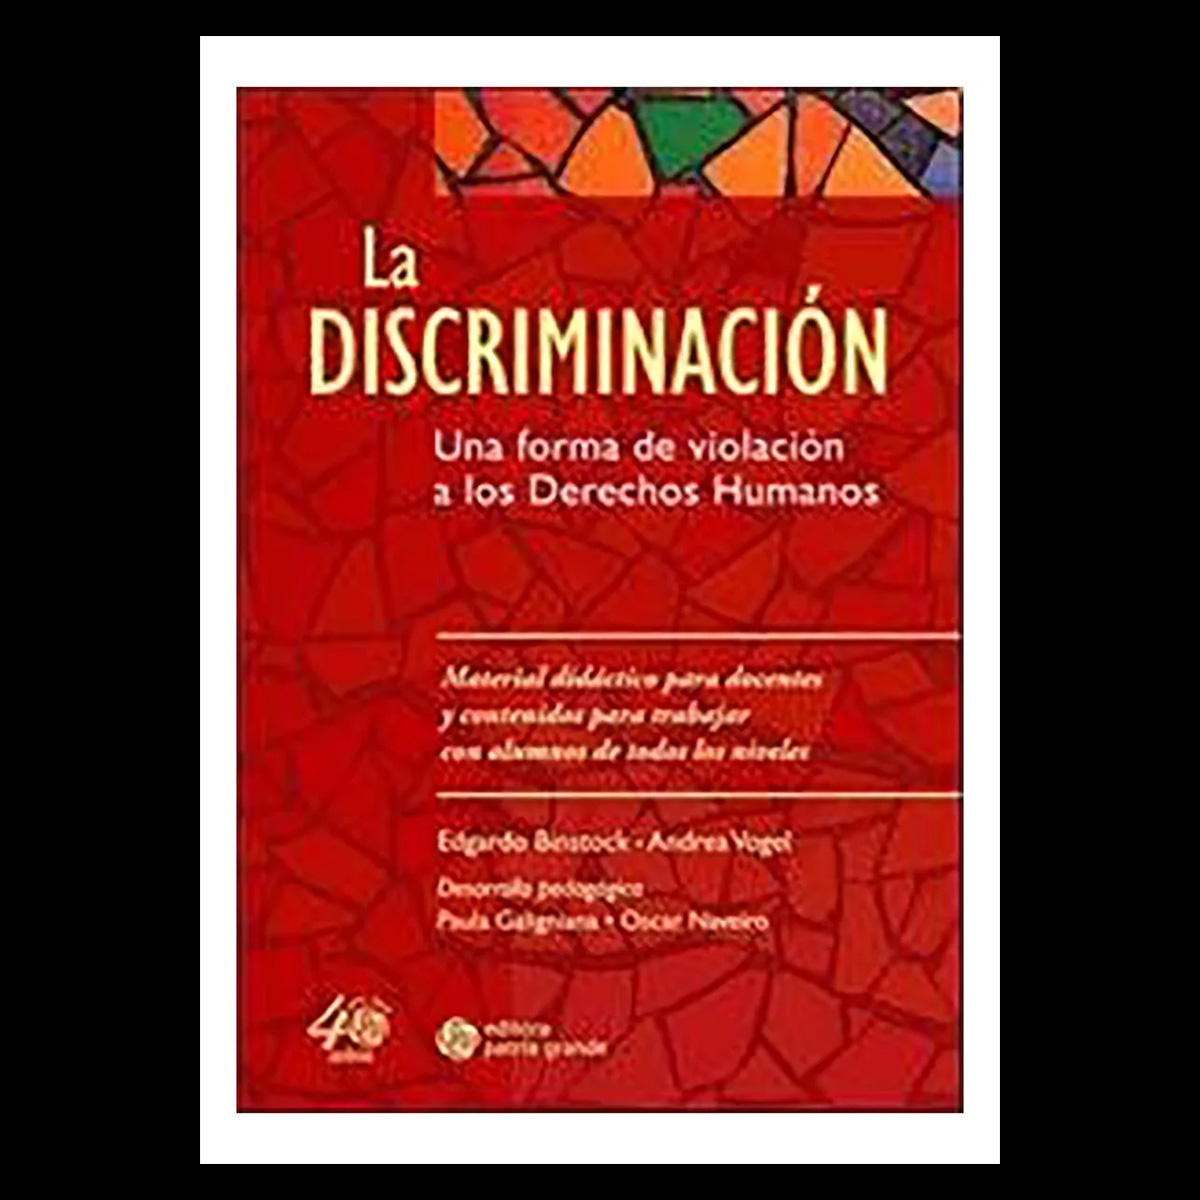 La
DISCRIMINACIÓN
Una forma de violación
a los Derechos Humanos
Material didáctico para docentes
y contenidos para trabajar
con alumnos de todos los niveles
Edgardo Binstock • Andrea Vogel
Desarrollo pedagógico
Paula Galigniana • Oscar Naveiro
40
editora
patria grande